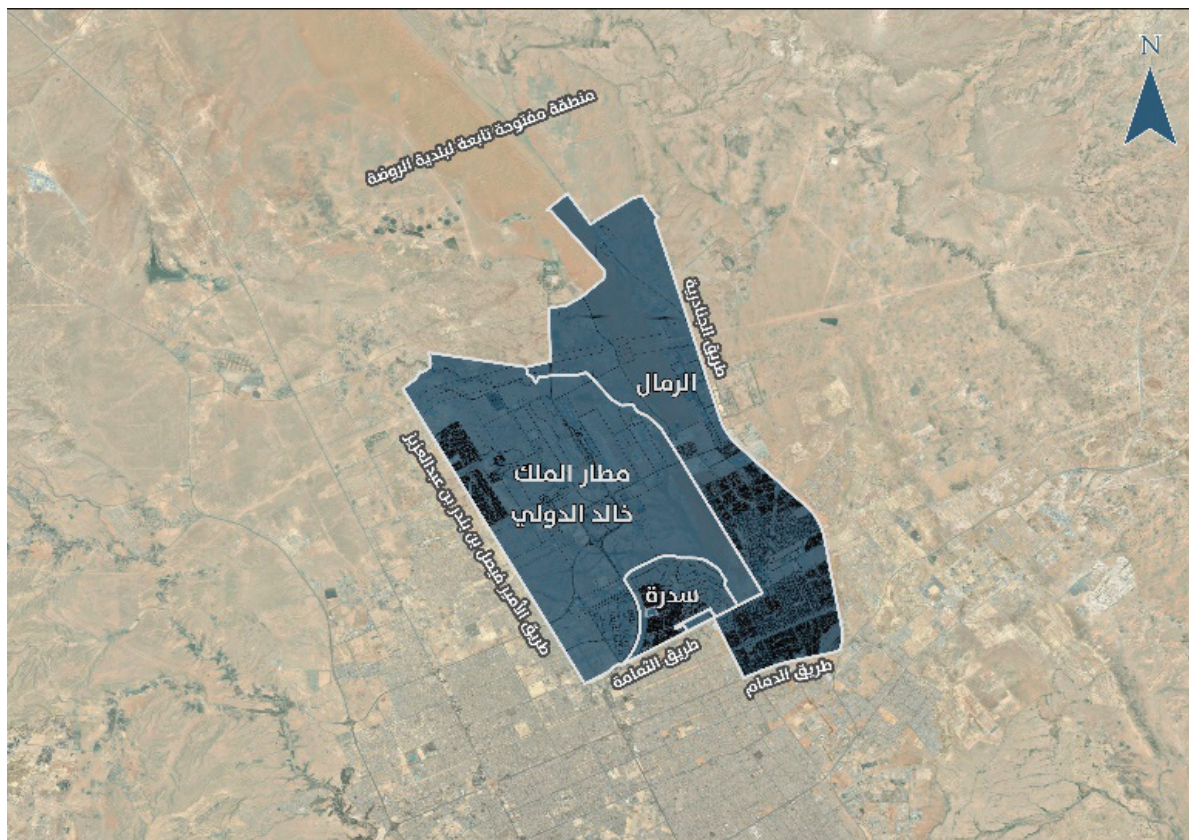 N
منطقة مفتوحة تابعة لبلدية الروضة
طريق الجنادرية
الرمال
مطار الملك
خالد الدولي
طريق الأمير فيصل بن بندر بن عبدالعزيز
سدرة
طريق الثمامة
طريق الدمام